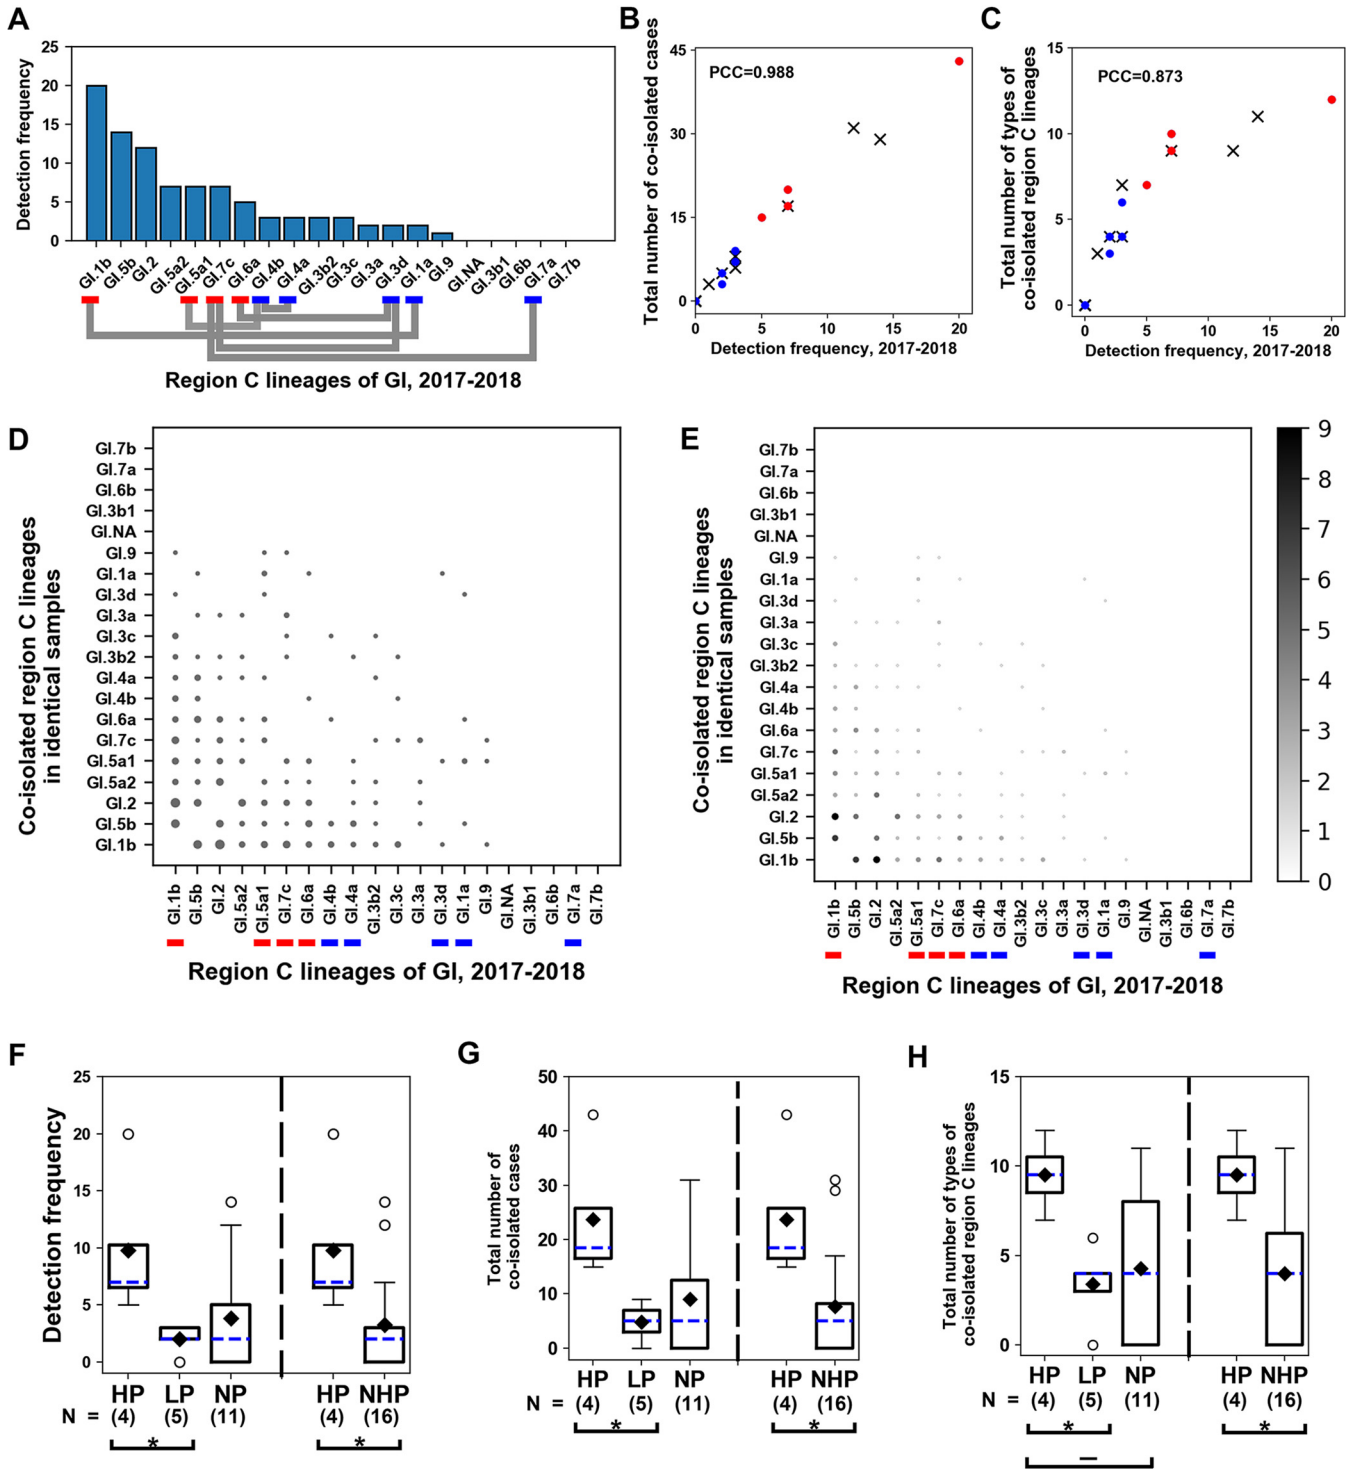 A
Detection frequency
25
20
15
10
5
0
GI.1b
GI.5b
GI.2
GI.5a2
GI.5a1
GI.7c
GI.6a
GI.4b
GI.4a
GI.3b2
GI.3c
GI.3a
GI.3d
GI.1a
GI.9
GI.NA
GI.3b1
GI.6b
GI.7a
GI.7b
Region C lineages of GI, 2017-2018
B
Total number of co-isolated cases
45
30
15
0
PCC=0.988
0 5 10 15 20
Detection frequency, 2017-2018
C
Total number of types of
co-isolated region C lineages
15
10
5
0
PCC=0.873
0 5 10 15 20
Detection frequency, 2017-2018
D
Co-isolated region C lineages
in identical samples
GI.7b
GI.7a
GI.6b
GI.3b1
GI.NA
GI.9
GI.1a
GI.3d
GI.3a
GI.3c
GI.3b2
GI.4a
GI.4b
GI.6a
GI.7c
GI.5a1
GI.5a2
GI.2
GI.5b
GI.1b
GI.1b
GI.5b
GI.2
GI.5a2
GI.5a1
GI.7c
GI.6a
GI.4b
GI.4a
GI.3b2
GI.3c
GI.3a
GI.3d
GI.1a
GI.9
GI.NA
GI.3b1
GI.6b
GI.7a
GI.7b
Region C lineages of GI, 2017-2018
E
Co-isolated region C lineages
in identical samples
GI.7b
GI.7a
GI.6b
GI.3b1
GI.NA
GI.9
GI.1a
GI.3d
GI.3a
GI.3c
GI.3b2
GI.4a
GI.4b
GI.6a
GI.7c
GI.5a1
GI.5a2
GI.2
GI.5b
GI.1b
GI.1b
GI.5b
GI.2
GI.5a2
GI.5a1
GI.7c
GI.6a
GI.4b
GI.4a
GI.3b2
GI.3c
GI.3a
GI.3d
GI.1a
GI.9
GI.NA
GI.3b1
GI.6b
GI.7a
GI.7b
Region C lineages of GI, 2017-2018
9
8
7
6
5
4
3
2
1
0
F
Detection frequency
25
20
15
10
5
0
HP LP NP HP NHP
N = (4) (5) (11) (4) (16)
* *
G
Total number of
co-isolated cases
50
40
30
20
10
0
HP LP NP HP NHP
(4) (5) (11) (4) (16)
* *
H
Total number of types of
co-isolated region C lineages
15
10
5
0
HP LP NP HP NHP
N = (4) (5) (11) (4) (16)
* *
–